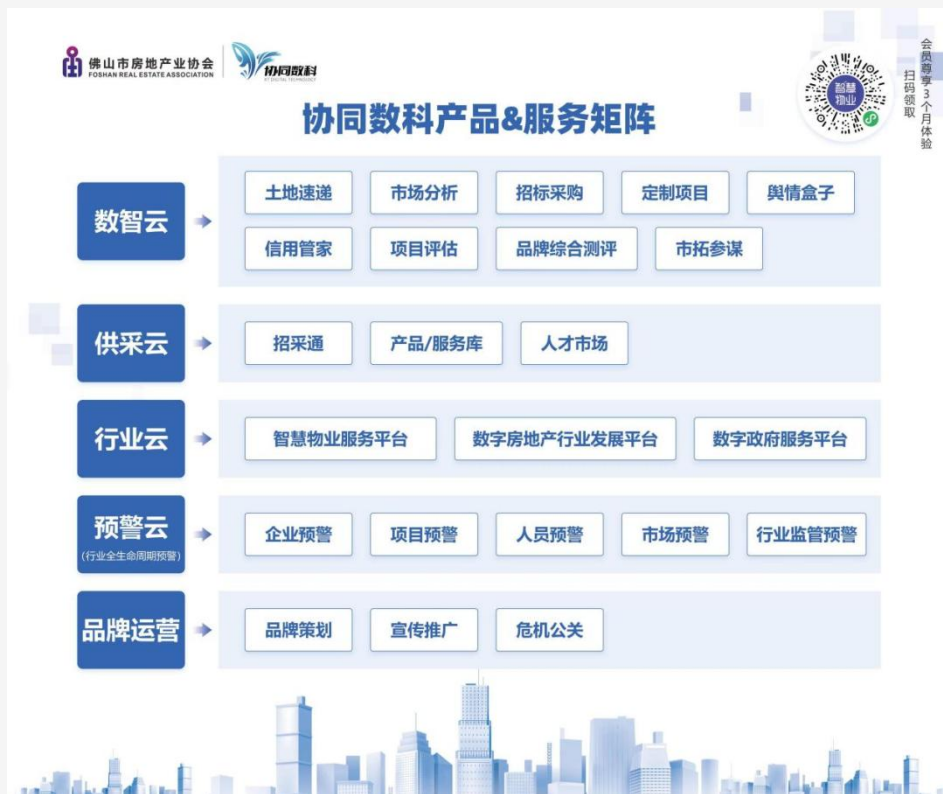 佛山市房地产业协会
FOSHAN REAL ESTATE ASSOCIATION
协同数科
智慧
物业
会员尊享3个月体验
扫码领取
协同数科产品&服务矩阵
数智云
土地速递 市场分析 招标采购 定制项目 舆情盒子
信用管家 项目评估 品牌综合测评 市拓参谋
供采云
招采通 产品/服务库 人才市场
行业云
智慧物业服务平台 数字房地产行业发展平台 数字政府服务平台
预警云
(行业全生命周期预警)
企业预警 项目预警 人员预警 市场预警 行业监管预警
品牌运营
品牌策划 宣传推广 危机公关